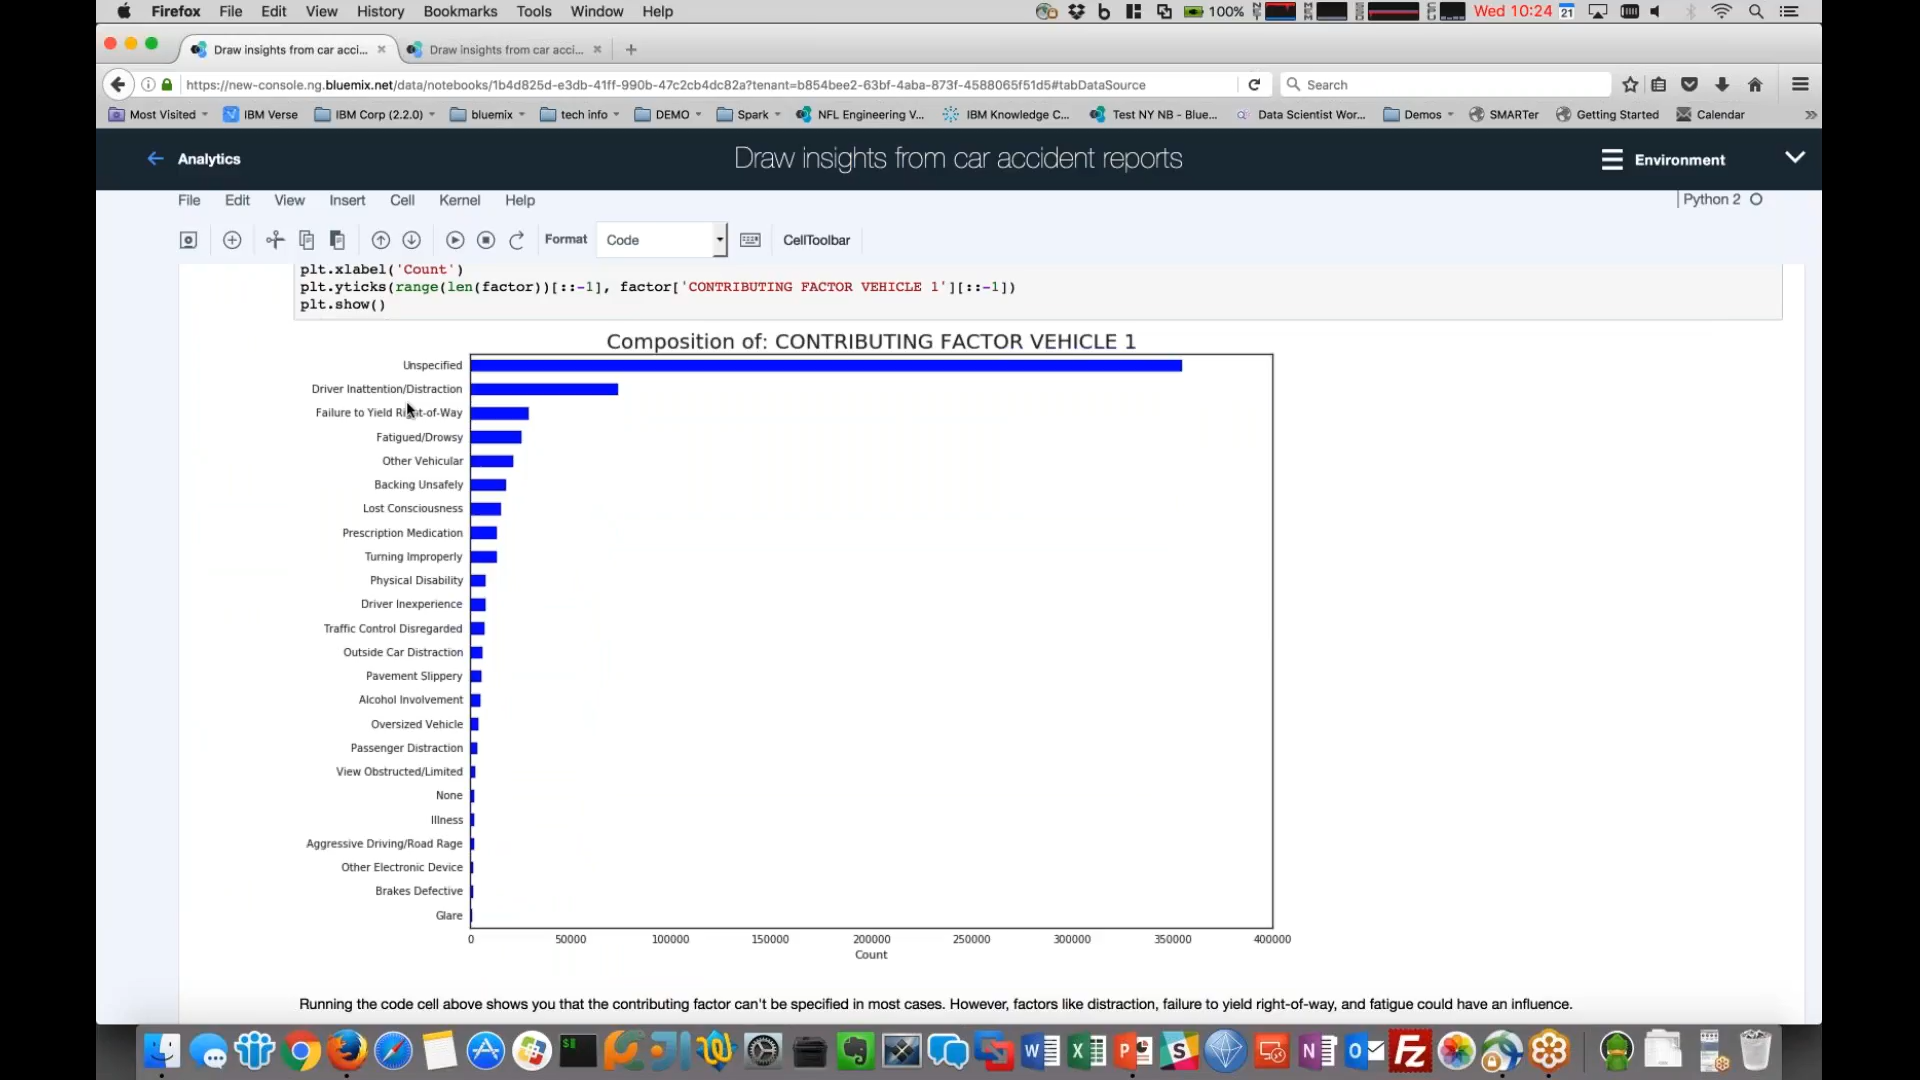 Firefox File Edit View History Bookmarks Tools Window Help 100% Wed 10:24 21
Draw insights from car acci... Draw insights from car acci...
https://new-console.ng.bluemix.net/data/notebooks/1b4d825d-e3db-41ff-990b-47c2cb4dc82a?tenant=b854bee2-63bf-4aba-873f-4588065f51d5#tabDataSource Search
Most Visited IBM Verse IBM Corp (2.2.0) bluemix tech info DEMO Spark NFL Engineering V... IBM Knowledge C... Test NY NB - Blue... Data Scientist Wor... Demos SMARTer Getting Started Calendar
Analytics Draw insights from car accident reports Environment
File Edit View Insert Cell Kernel Help Python 2
Format Code CellToolbar
plt.xlabel('Count')
plt.yticks(range(len(factor))[::-1], factor['CONTRIBUTING FACTOR VEHICLE 1'][::-1])
plt.show()
Composition of: CONTRIBUTING FACTOR VEHICLE 1
Unspecified
Driver Inattention/Distraction
Failure to Yield Right-of-Way
Fatigued/Drowsy
Other Vehicular
Backing Unsafely
Lost Consciousness
Prescription Medication
Turning Improperly
Physical Disability
Driver Inexperience
Traffic Control Disregarded
Outside Car Distraction
Pavement Slippery
Alcohol Involvement
Oversized Vehicle
Passenger Distraction
View Obstructed/Limited
None
Illness
Aggressive Driving/Road Rage
Other Electronic Device
Brakes Defective
Glare
0 50000 100000 150000 200000 250000 300000 350000 400000
Count
Running the code cell above shows you that the contributing factor can't be specified in most cases. However, factors like distraction, failure to yield right-of-way, and fatigue could have an influence.